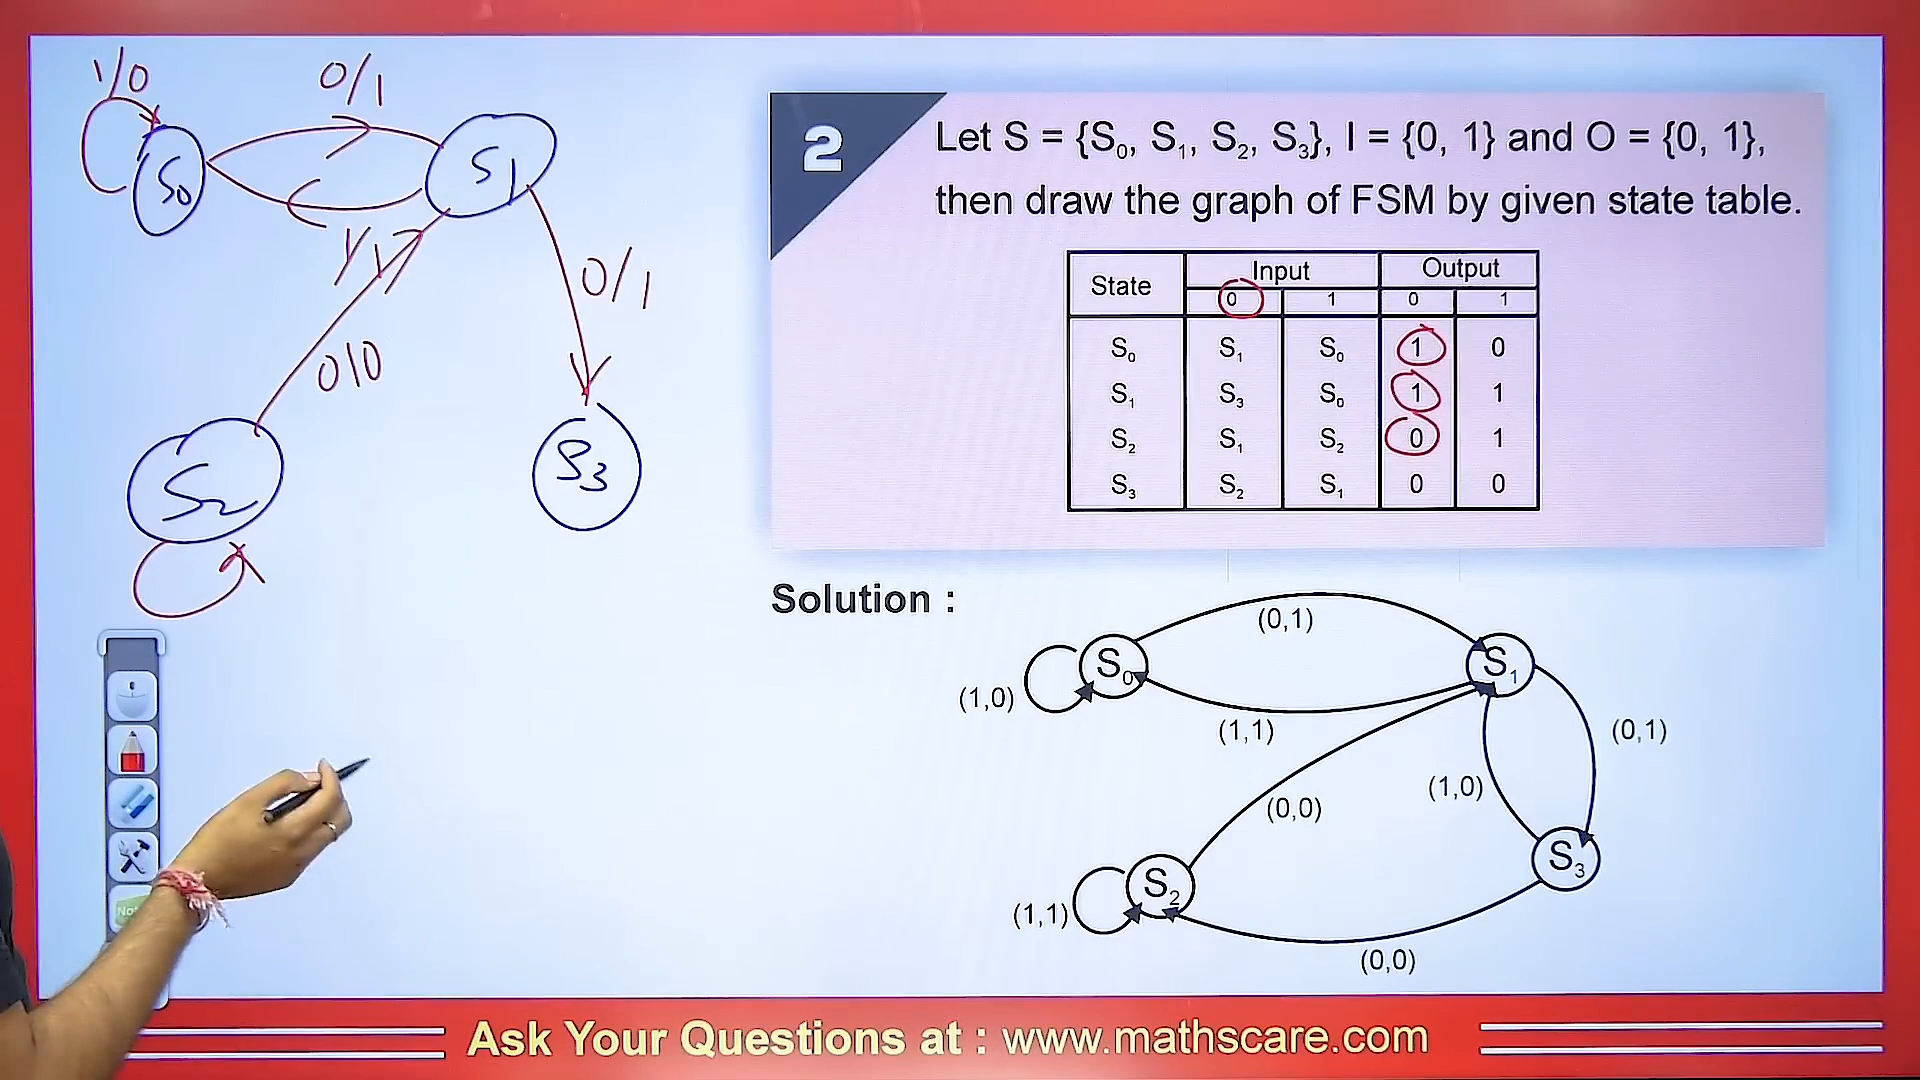 1/0
0/1
S0
S1
1/1
0/1
0/0
S2
S3
2
Let S = {S₀, S₁, S₂, S₃}, I = {0, 1} and O = {0, 1},
then draw the graph of FSM by given state table.
State Input Output
0 1 0 1
S₀ S₁ S₀ 1 0
S₁ S₃ S₀ 1 1
S₂ S₁ S₂ 0 1
S₃ S₂ S₁ 0 0
Solution :
(0,1)
S₀ S₁
(1,0)
(1,1)
(0,1)
(1,0)
(0,0)
S₃
S₂
(1,1)
(0,0)
Ask Your Questions at : www.mathscare.com